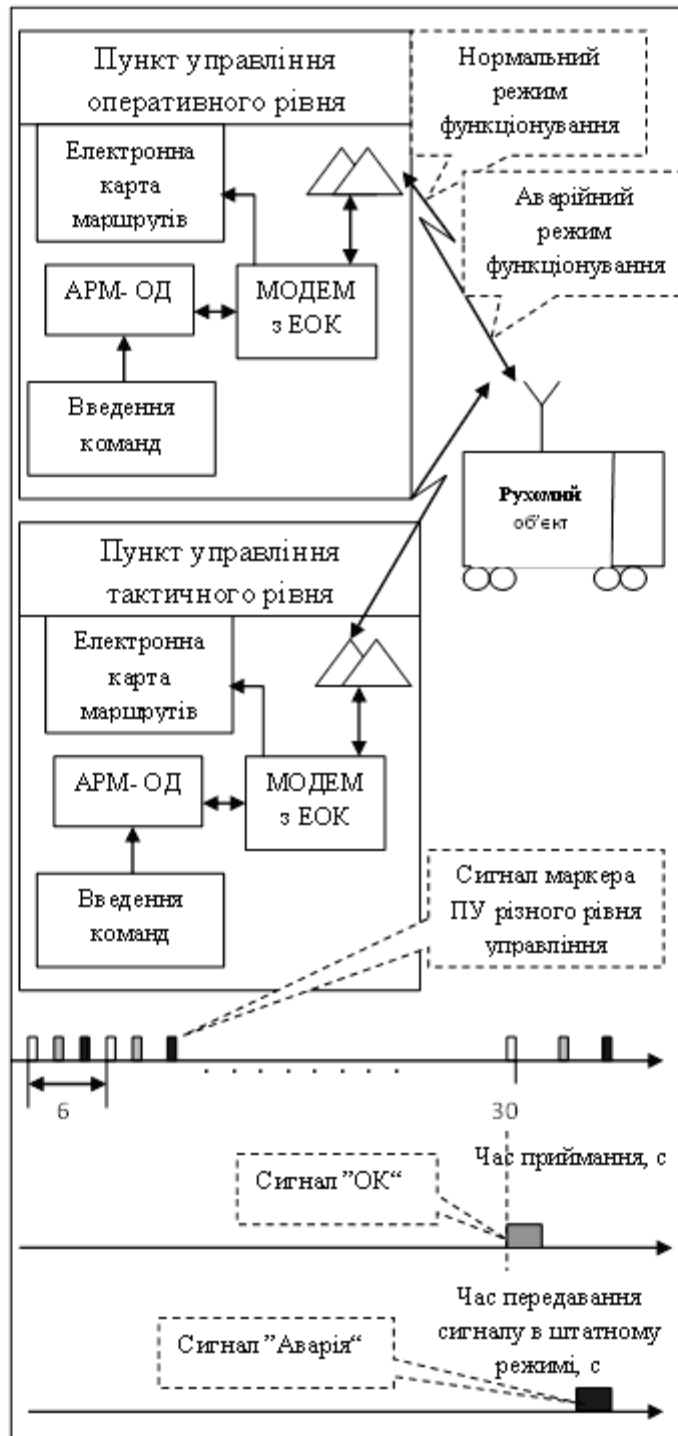 Пункт управління
оперативного рівня
Нормальний
режим
функціонування
Електронна
карта
маршрутів
Аварійний
режим
функціонування
АРМ- ОД
МОДЕМ
з ЕОК
Введення
команд
Рухомий
об'єкт
Пункт управління
тактичного рівня
Електронна
карта
маршрутів
АРМ- ОД
МОДЕМ
з ЕОК
Введення
команд
Сигнал маркера
ПУ різного рівня
управління
6
30
Час приймання, с
Сигнал ”ОК“
Час передавання
сигналу в штатному
режимі, с
Сигнал ”Аварія“